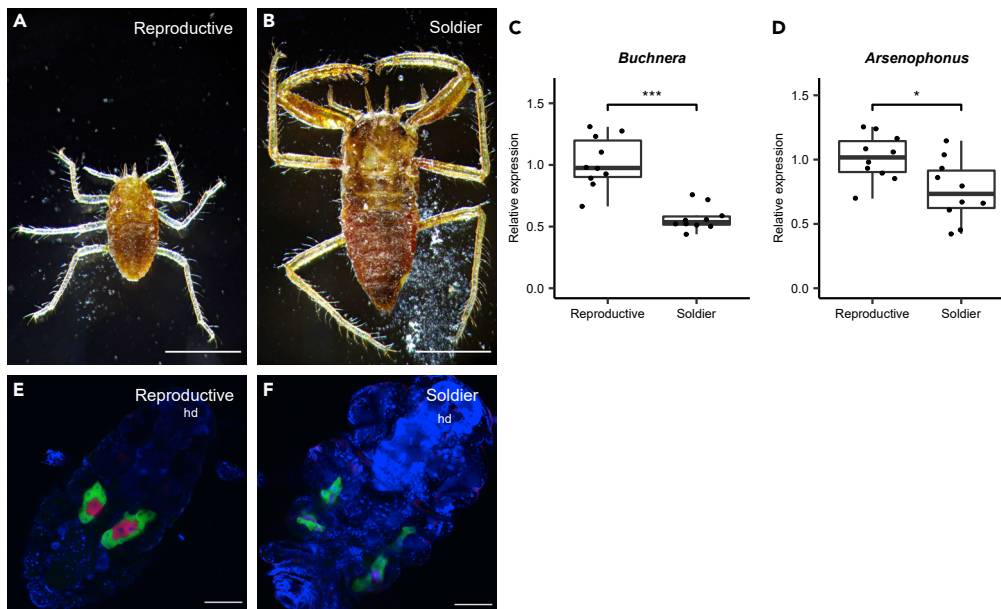 A
Reproductive
B
Soldier
C
Buchnera
***
1.5
1.0
0.5
0.0
Relative expression
Reproductive
Soldier
D
Arsenophonus
*
1.5
1.0
0.5
0.0
Relative expression
Reproductive
Soldier
E
Reproductive
hd
F
Soldier
hd